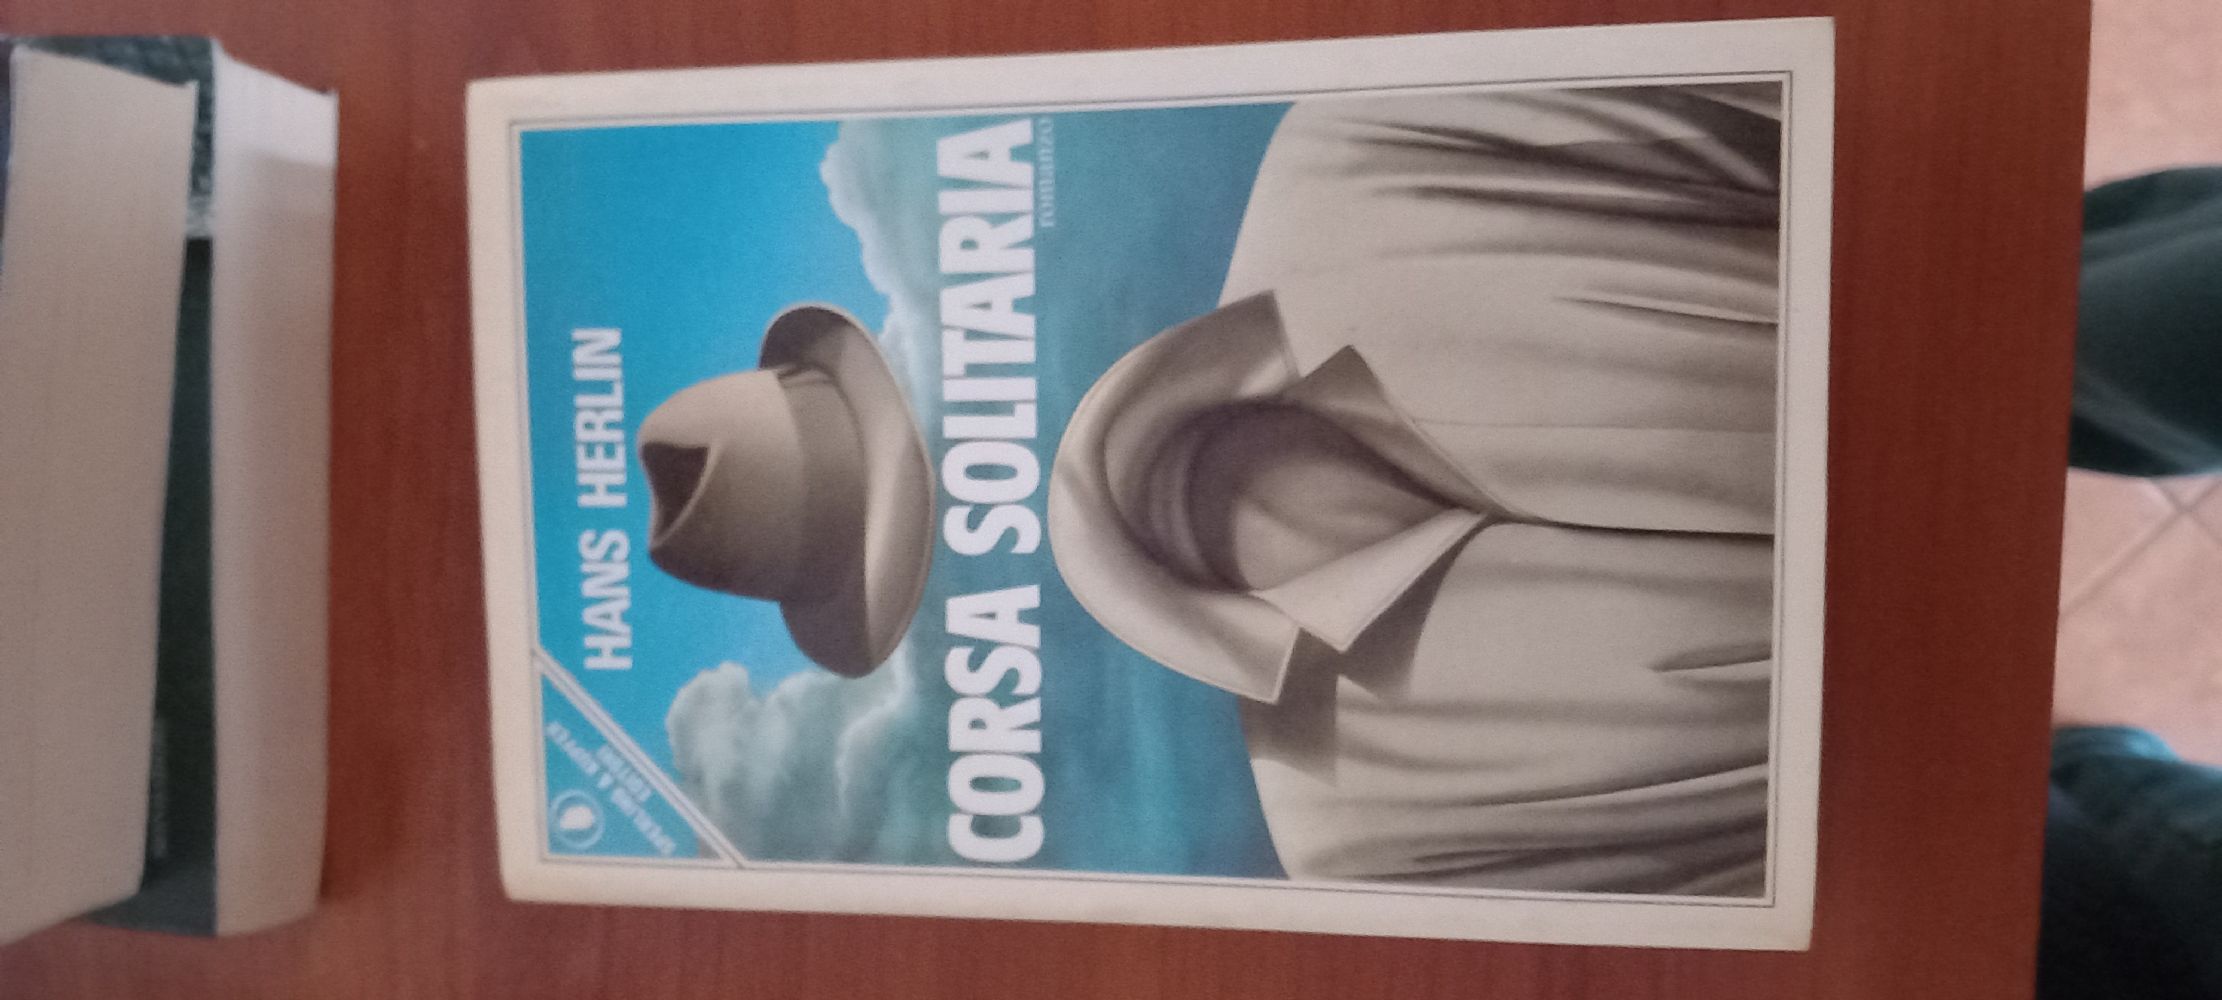 SPERLING & KUPFER
EDITORI
HANS HERLIN
CORSA SOLITARIA
romanzo